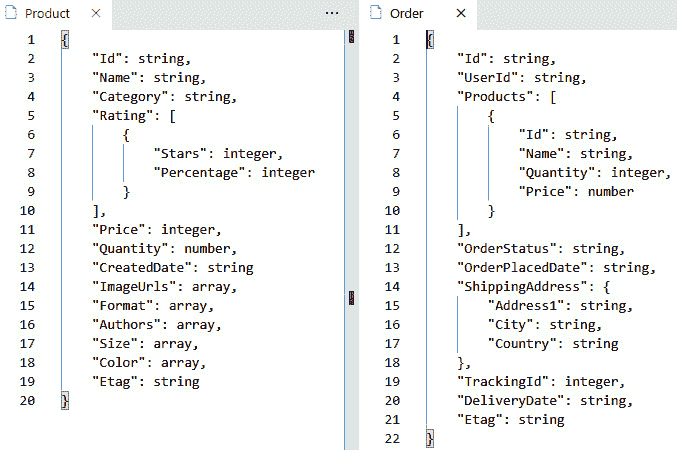 Product
1 {
2 "Id": string,
3 "Name": string,
4 "Category": string,
5 "Rating": [
6 {
7 "Stars": integer,
8 "Percentage": integer
9 }
10 ],
11 "Price": integer,
12 "Quantity": number,
13 "CreatedDate": string
14 "ImageUrls": array,
15 "Format": array,
16 "Authors": array,
17 "Size": array,
18 "Color": array,
19 "Etag": string
20 }
Order
1 {
2 "Id": string,
3 "UserId": string,
4 "Products": [
5 {
6 "Id": string,
7 "Name": string,
8 "Quantity": integer,
9 "Price": number
10 }
11 ],
12 "OrderStatus": string,
13 "OrderPlacedDate": string,
14 "ShippingAddress": {
15 "Address1": string,
16 "City": string,
17 "Country": string
18 },
19 "TrackingId": integer,
20 "DeliveryDate": string,
21 "Etag": string
22 }